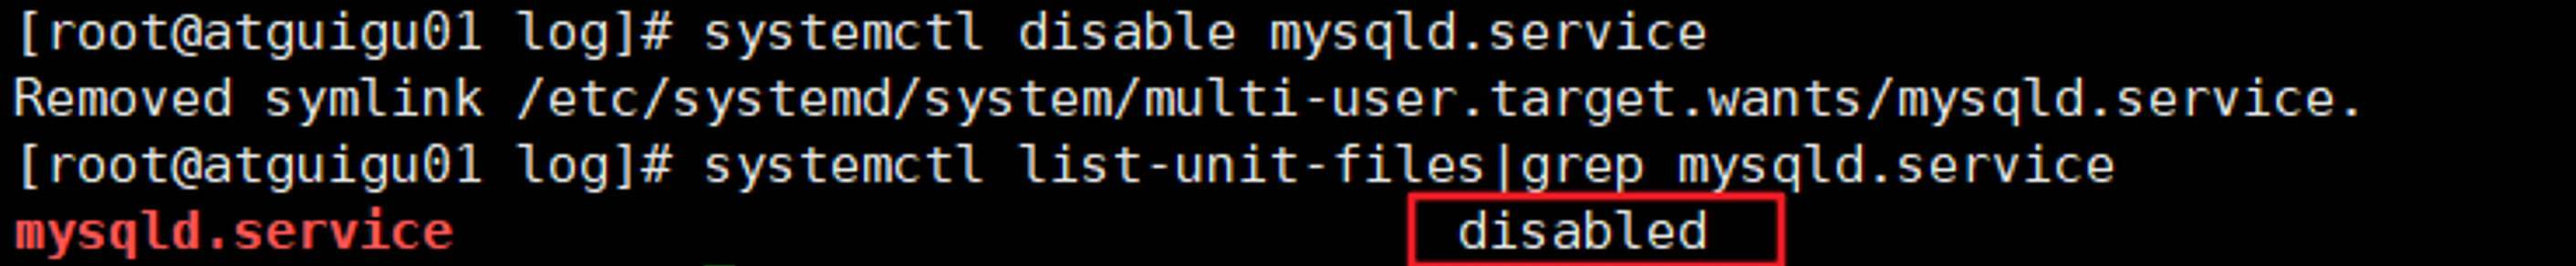 [root@atguigu01 log]# systemctl disable mysqld.service
Removed symlink /etc/systemd/system/multi-user.target.wants/mysqld.service.
[root@atguigu01 log]# systemctl list-unit-files|grep mysqld.service
mysqld.service                                disabled